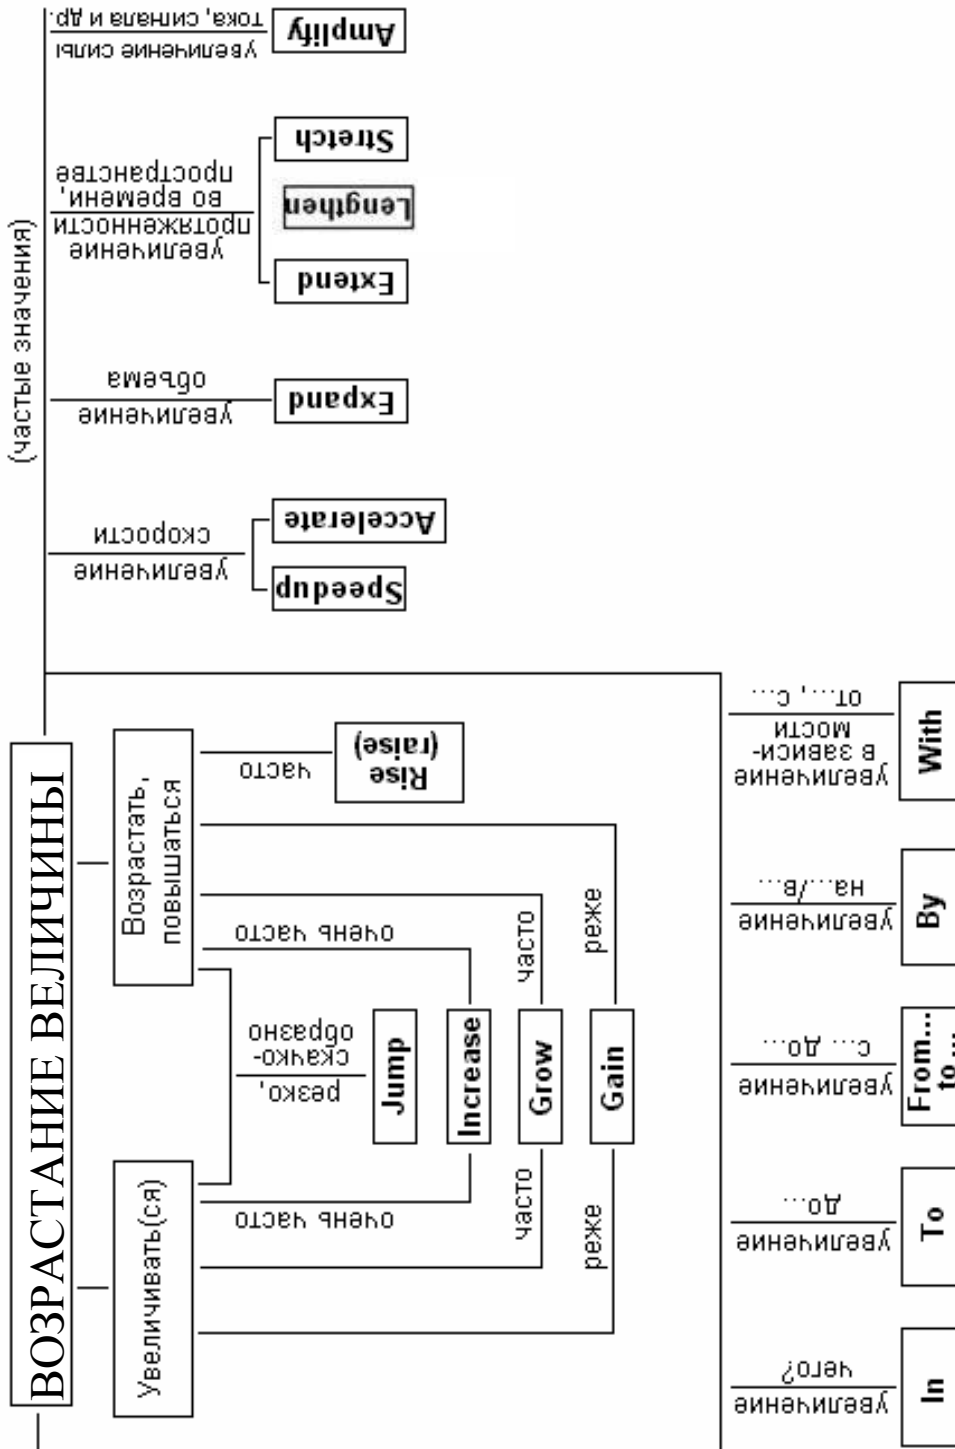 ВОЗРАСТАНИЕ ВЕЛИЧИНЫ
(частые значения)
Увеличивать(ся)
Возрастать,
повышаться
очень часто
часто
реже
резко,
скачко-
образно
очень часто
часто
реже
часто
Jump
Increase
Grow
Gain
Rise
(raise)
увеличение
скорости
Speedup
Accelerate
увеличение
объема
Expand
увеличение
протяженности
во времени,
пространстве
Extend
Lengthen
Stretch
увеличение силы
тока, сигнала и др.
Amplify
увеличение
чего?
In
увеличение
до...
To
увеличение
с... до...
From...
to...
увеличение
на.../в...
By
увеличение
в зависи-
мости
от..., с...
With